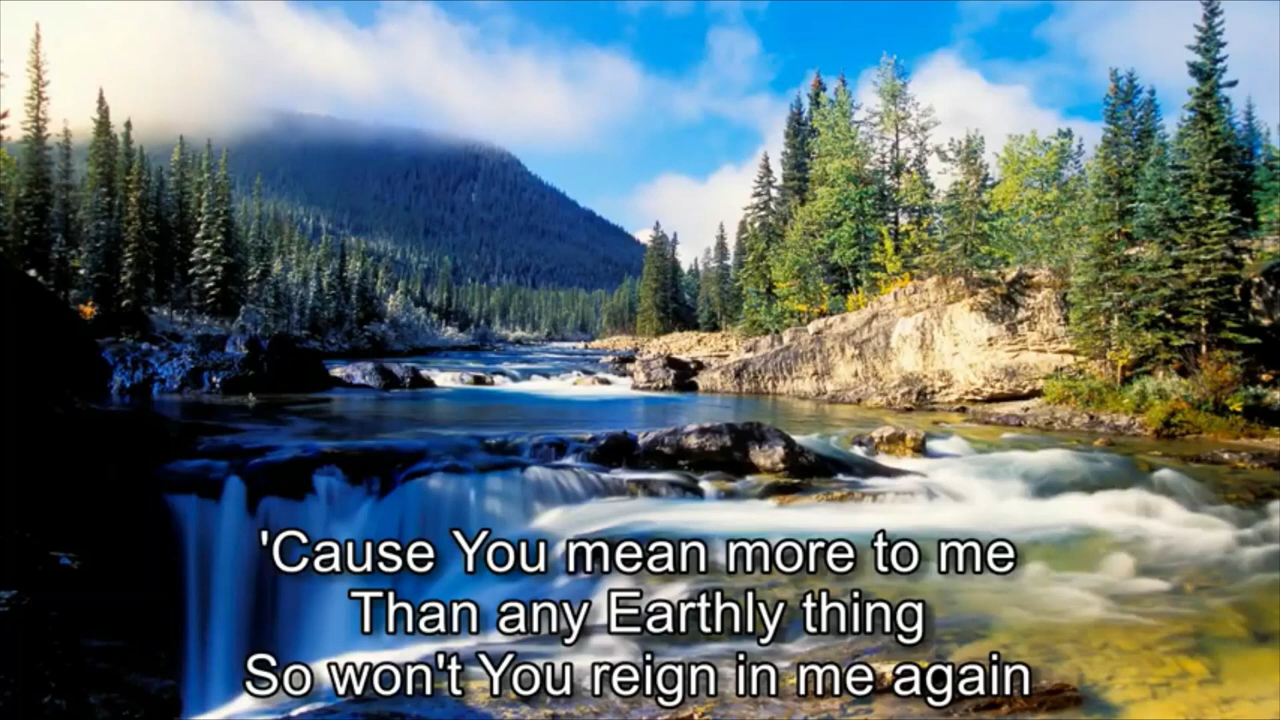 'Cause You mean more to me
Than any Earthly thing
So won't You reign in me again